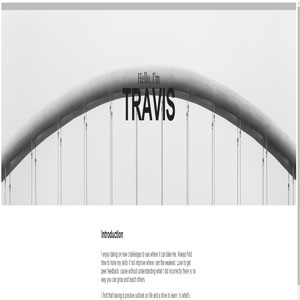 Hello, I'm
TRAVIS
Introduction
I enjoy taking on new challenges to see where it can take me. Always find
time to hone my skills if not improve where i am the weakest. Love to get
peer feedback, cause without understanding what I did incorrectly there is no
way you can grow and teach others.
I find that having a positive outlook on life and a drive to learn, is what's